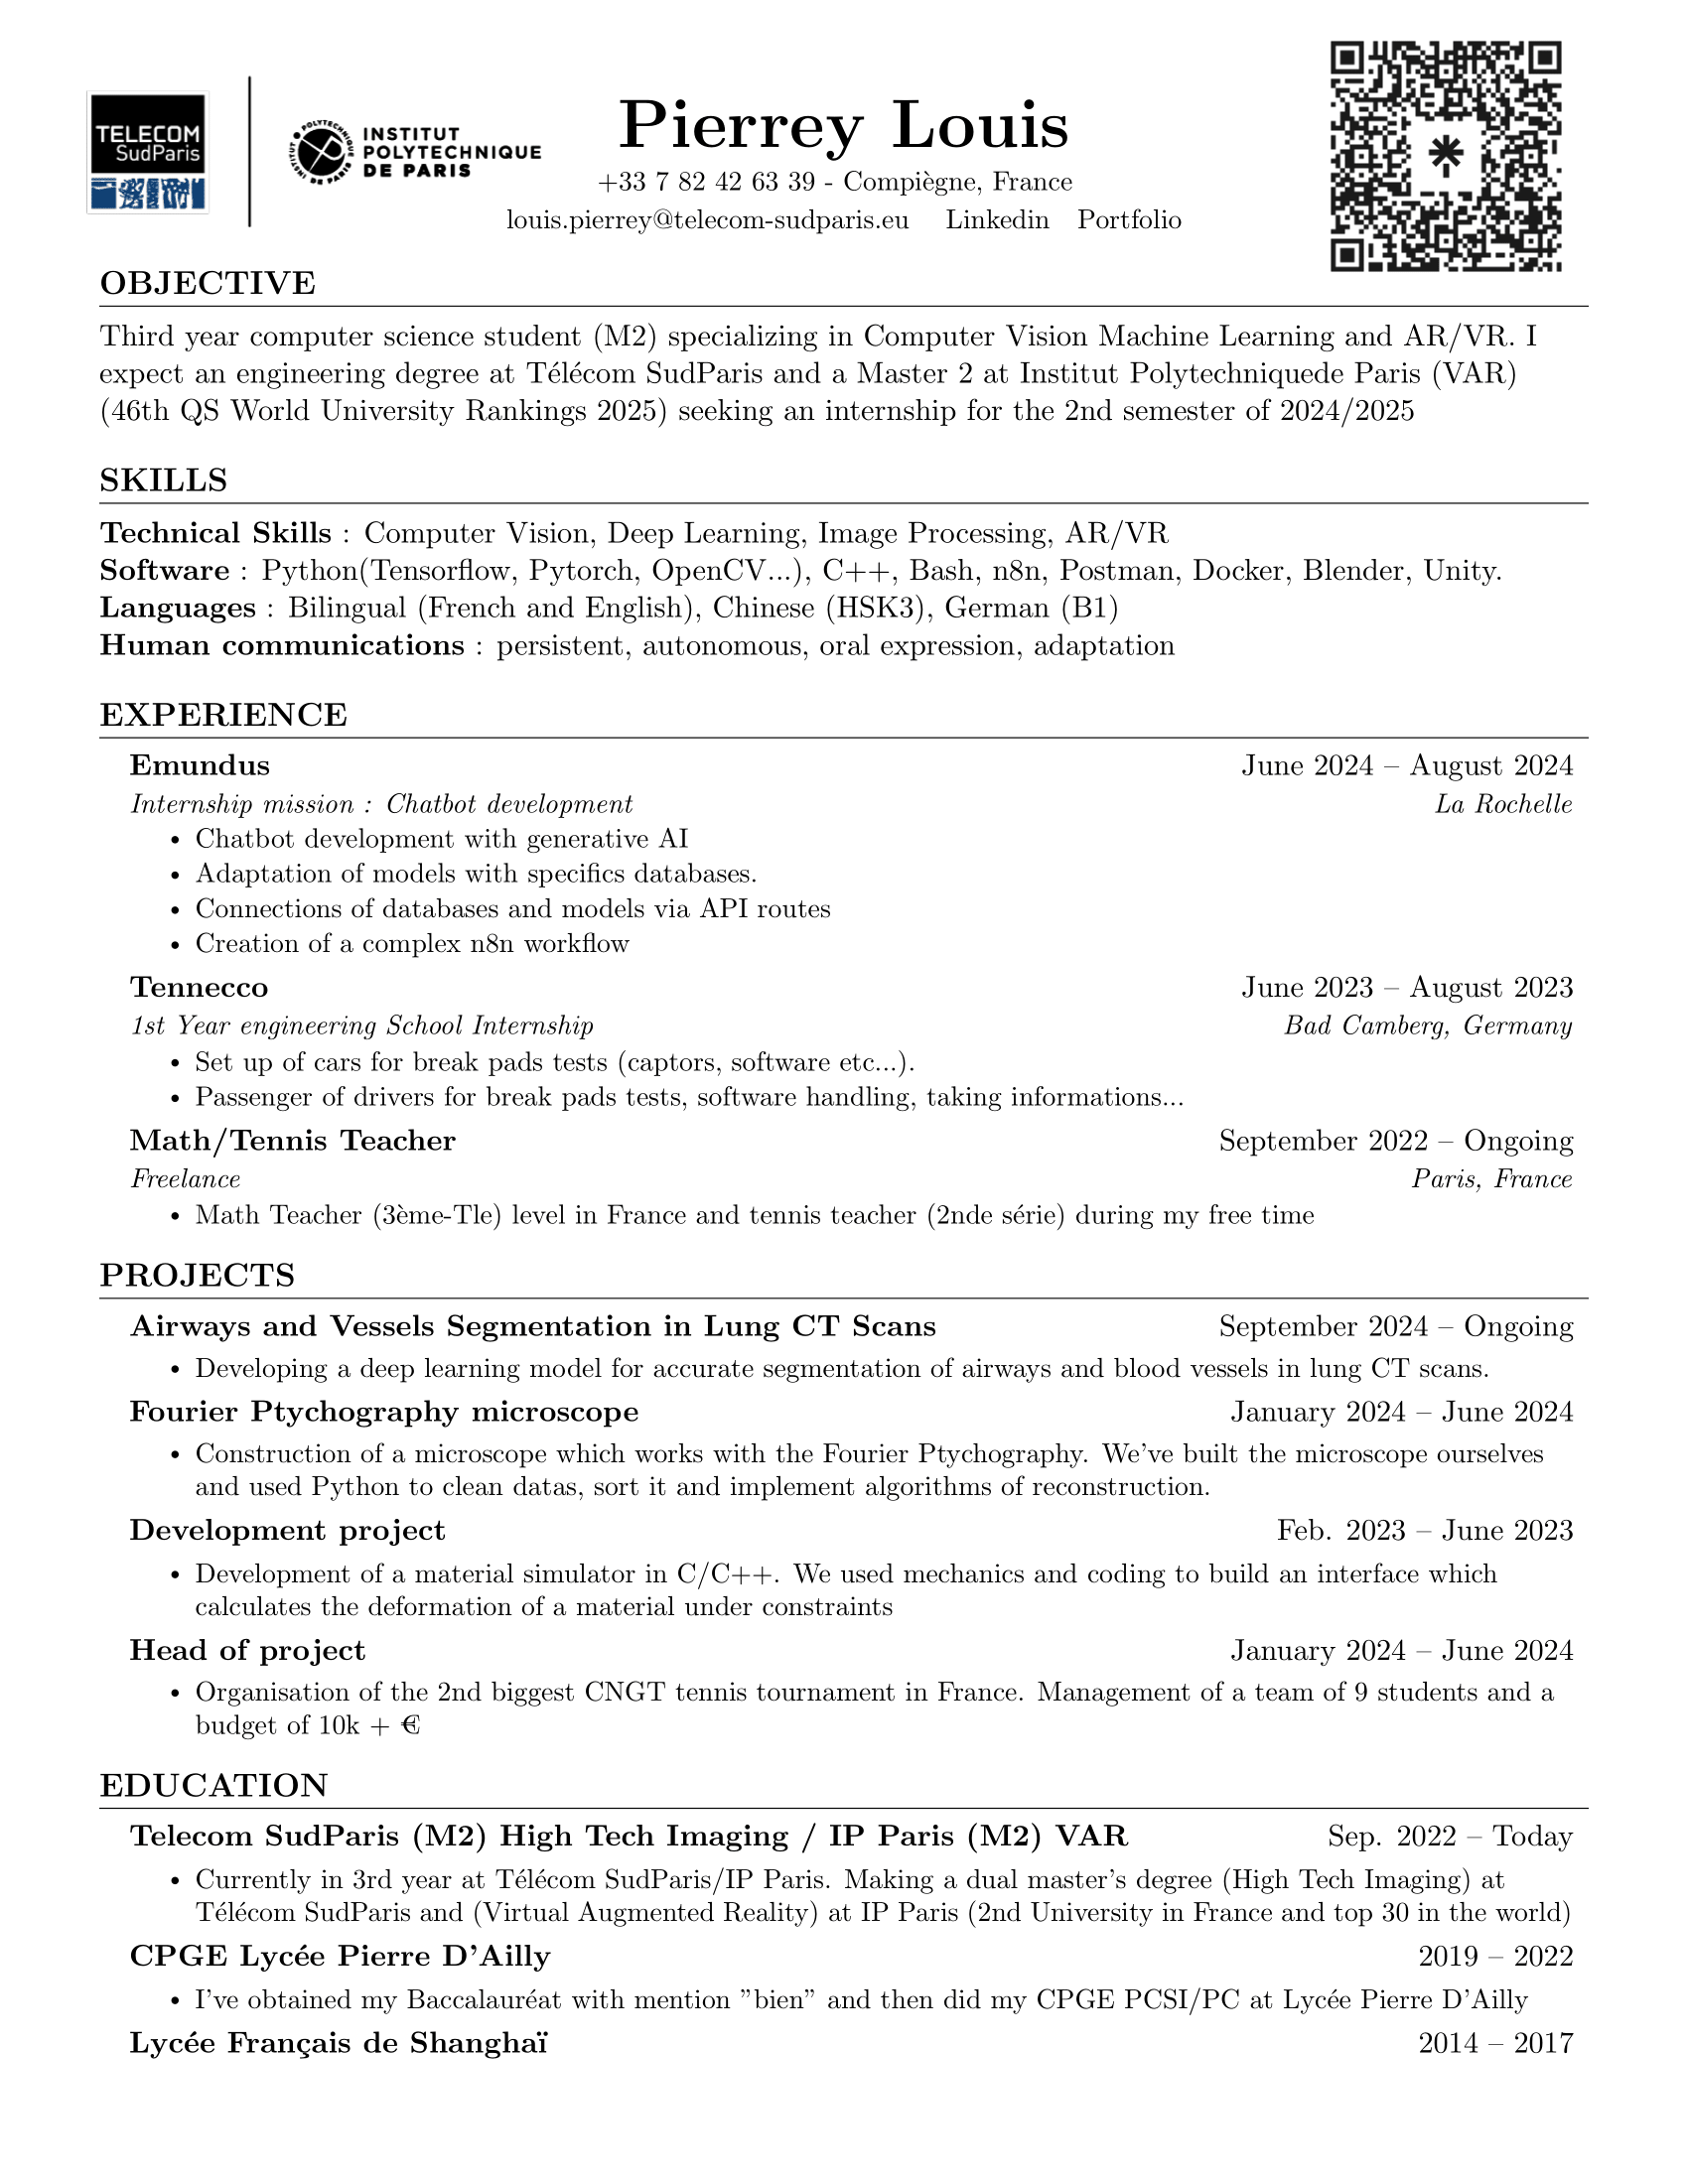 TELECOM
SudParis
INSTITUT
POLYTECHNIQUE
DE PARIS
Pierrey Louis
+33 7 82 42 63 39 - Compiègne, France
louis.pierrey@telecom-sudparis.eu Linkedin Portfolio
OBJECTIVE
Third year computer science student (M2) specializing in Computer Vision Machine Learning and AR/VR. I
expect an engineering degree at Télécom SudParis and a Master 2 at Institut Polytechniquede Paris (VAR)
(46th QS World University Rankings 2025) seeking an internship for the 2nd semester of 2024/2025
SKILLS
Technical Skills : Computer Vision, Deep Learning, Image Processing, AR/VR
Software : Python(Tensorflow, Pytorch, OpenCV...), C++, Bash, n8n, Postman, Docker, Blender, Unity.
Languages : Bilingual (French and English), Chinese (HSK3), German (B1)
Human communications : persistent, autonomous, oral expression, adaptation
EXPERIENCE
Emundus June 2024 – August 2024
Internship mission : Chatbot development La Rochelle
• Chatbot development with generative AI
• Adaptation of models with specifics databases.
• Connections of databases and models via API routes
• Creation of a complex n8n workflow
Tennecco June 2023 – August 2023
1st Year engineering School Internship Bad Camberg, Germany
• Set up of cars for break pads tests (captors, software etc...).
• Passenger of drivers for break pads tests, software handling, taking informations...
Math/Tennis Teacher September 2022 – Ongoing
Freelance Paris, France
• Math Teacher (3ème-Tle) level in France and tennis teacher (2nde série) during my free time
PROJECTS
Airways and Vessels Segmentation in Lung CT Scans September 2024 – Ongoing
• Developing a deep learning model for accurate segmentation of airways and blood vessels in lung CT scans.
Fourier Ptychography microscope January 2024 – June 2024
• Construction of a microscope which works with the Fourier Ptychography. We've built the microscope ourselves
and used Python to clean datas, sort it and implement algorithms of reconstruction.
Development project Feb. 2023 – June 2023
• Development of a material simulator in C/C++. We used mechanics and coding to build an interface which
calculates the deformation of a material under constraints
Head of project January 2024 – June 2024
• Organisation of the 2nd biggest CNGT tennis tournament in France. Management of a team of 9 students and a
budget of 10k + €
EDUCATION
Telecom SudParis (M2) High Tech Imaging / IP Paris (M2) VAR Sep. 2022 – Today
• Currently in 3rd year at Télécom SudParis/IP Paris. Making a dual master's degree (High Tech Imaging) at
Télécom SudParis and (Virtual Augmented Reality) at IP Paris (2nd University in France and top 30 in the world)
CPGE Lycée Pierre D'Ailly 2019 – 2022
• I've obtained my Baccalauréat with mention "bien" and then did my CPGE PCSI/PC at Lycée Pierre D'Ailly
Lycée Français de Shanghaï 2014 – 2017